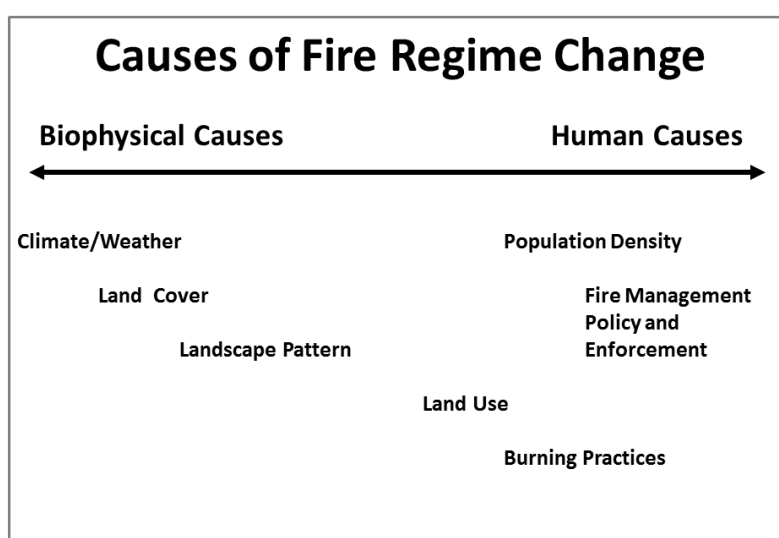 Causes of Fire Regime Change
Biophysical Causes
Human Causes
Climate/Weather
Population Density
Land Cover
Fire Management
Policy and
Enforcement
Landscape Pattern
Land Use
Burning Practices